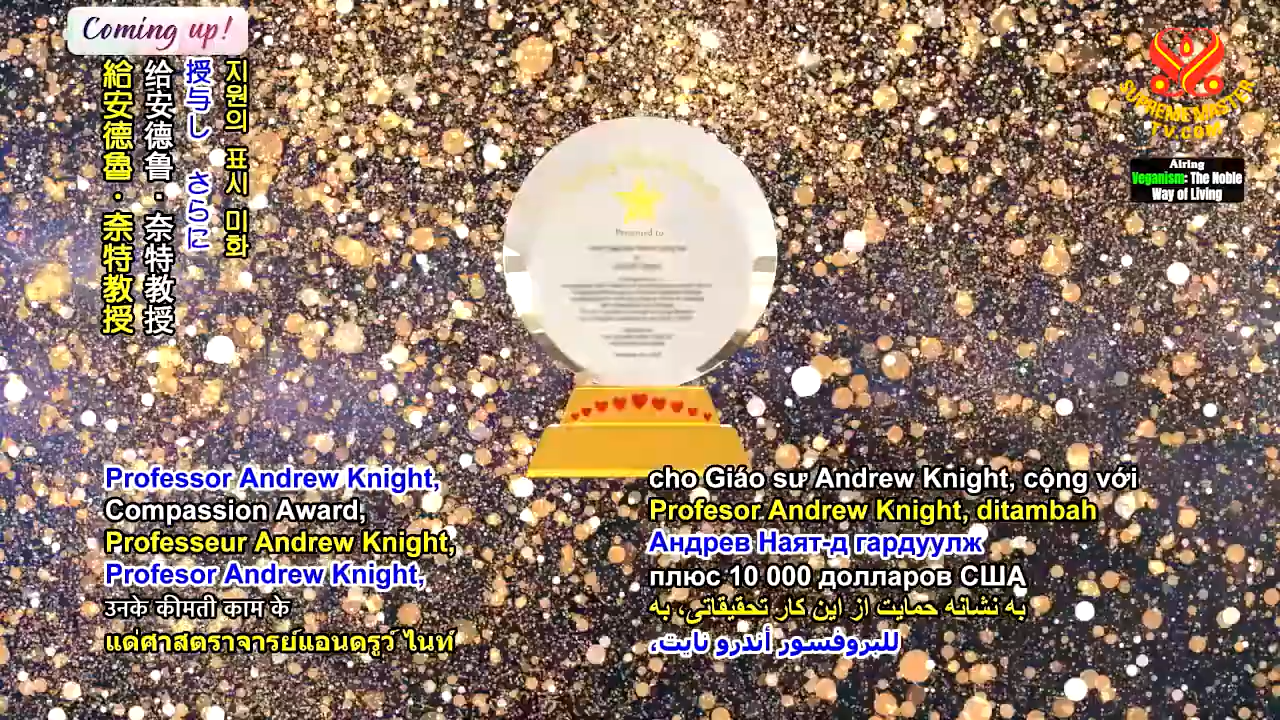 Coming up!
給安德魯·奈特教授
给安德鲁·奈特教授
授与し さらに
지원의 표시 미화
SUPREMEMASTER
TV.COM
Airing
Veganism: The Noble
Way of Living
Presented to
Professor Andrew Knight,
Compassion Award,
Professeur Andrew Knight,
Profesor Andrew Knight,
उनके कीमती काम के
แด่ศาสตราจารย์แอนดรูว์ ไนท์
cho Giáo sư Andrew Knight, cộng với
Profesor Andrew Knight, ditambah
Андрев Наят-д гардуулж
плюс 10 000 долларов США
به نشانه حمایت از این کار تحقیقاتی، به
للبروفسور أندرو نايت،